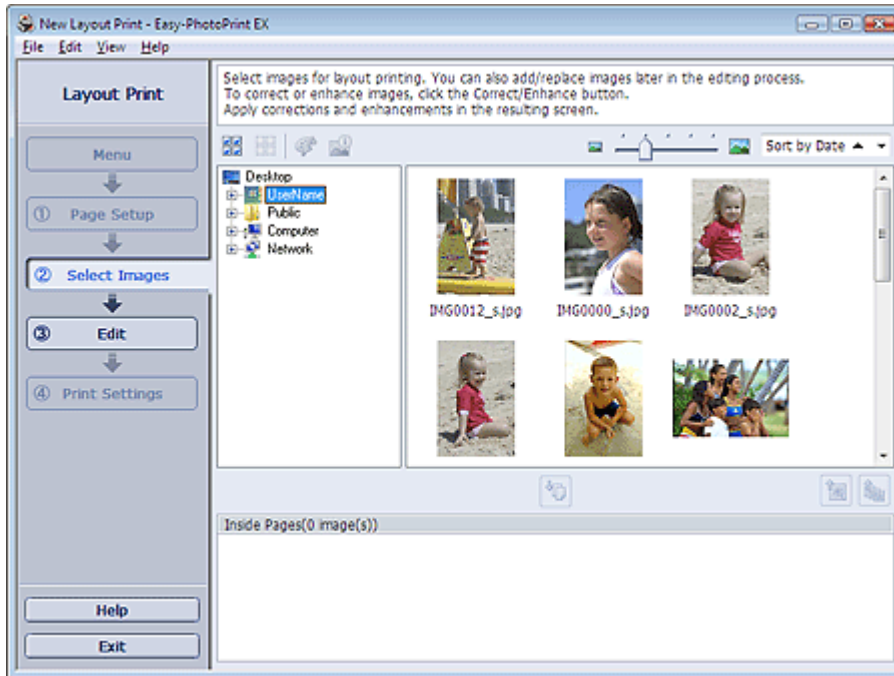 New Layout Print - Easy-PhotoPrint EX
File Edit View Help
Layout Print
Menu
① Page Setup
② Select Images
③ Edit
④ Print Settings
Help
Exit
Select images for layout printing. You can also add/replace images later in the editing process.
To correct or enhance images, click the Correct/Enhance button.
Apply corrections and enhancements in the resulting screen.
Sort by Date
Desktop
UserName
Public
Computer
Network
IMG0012_s.jpg IMG0000_s.jpg IMG0002_s.jpg
Inside Pages(0 image(s))